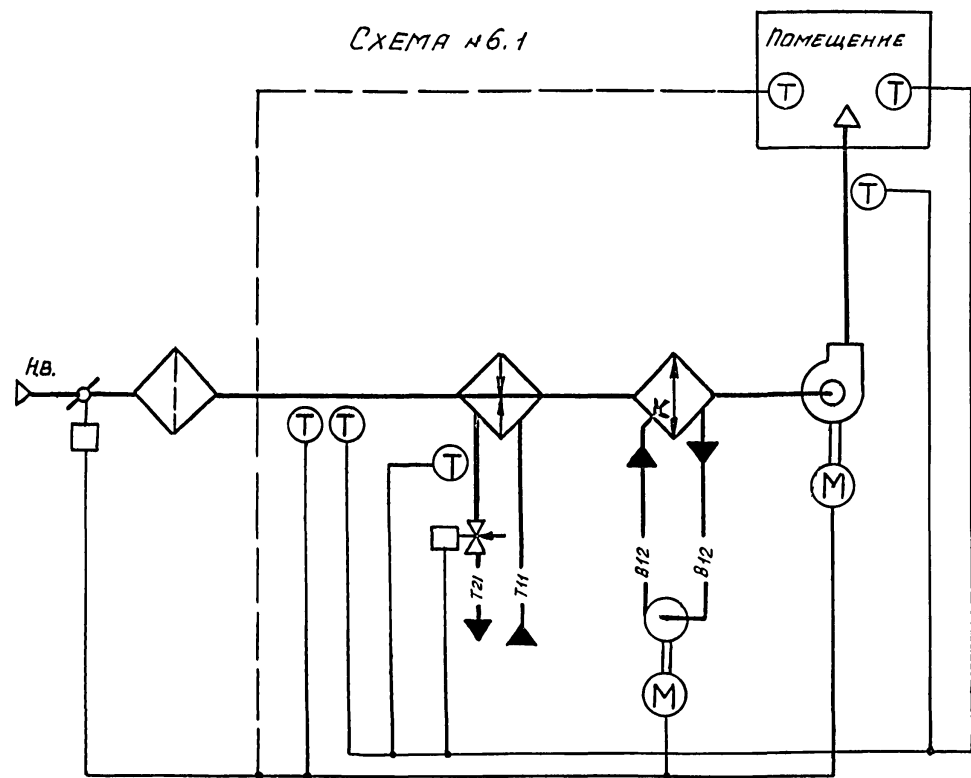 СХЕМА №6.1
ПОМЕЩЕНИЕ
Т
Т
Т
Н.В.
Т
Т
Т
К
М
В12
В12
Т21
Т11
М